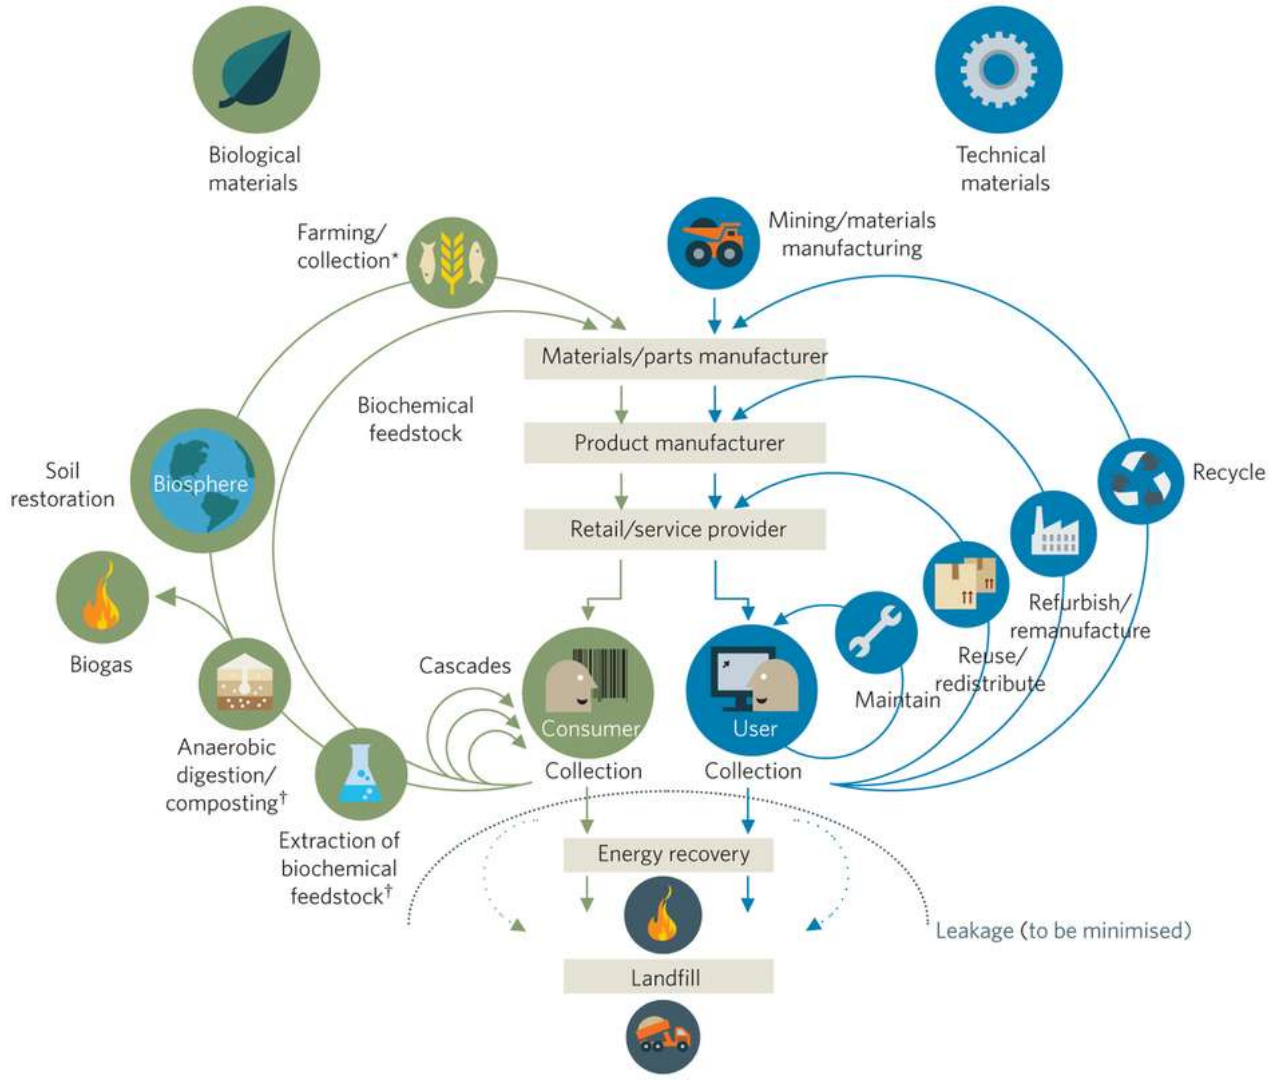 Biological
materials
Technical
materials
Farming/
collection*
Mining/materials
manufacturing
Materials/parts manufacturer
Biochemical
feedstock
Product manufacturer
Soil
restoration
Biosphere
Recycle
Retail/service provider
Biogas
Refurbish/
remanufacture
Reuse/
redistribute
Maintain
Cascades
Consumer
User
Collection
Collection
Anaerobic
digestion/
composting†
Extraction of
biochemical
feedstock†
Energy recovery
Leakage (to be minimised)
Landfill